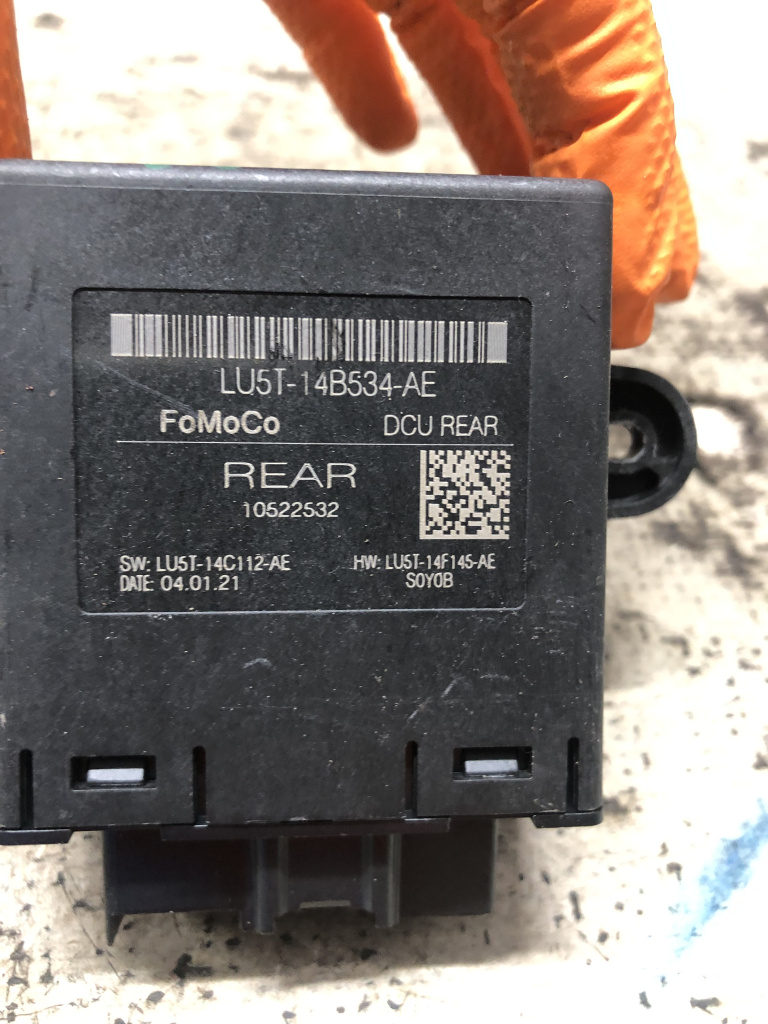 LU5T-14B534-AE
FoMoCo DCU REAR
REAR
10522532
SW: LU5T-14C112-AE HW: LU5T-14F145-AE
DATE: 04.01.21 S0Y0B